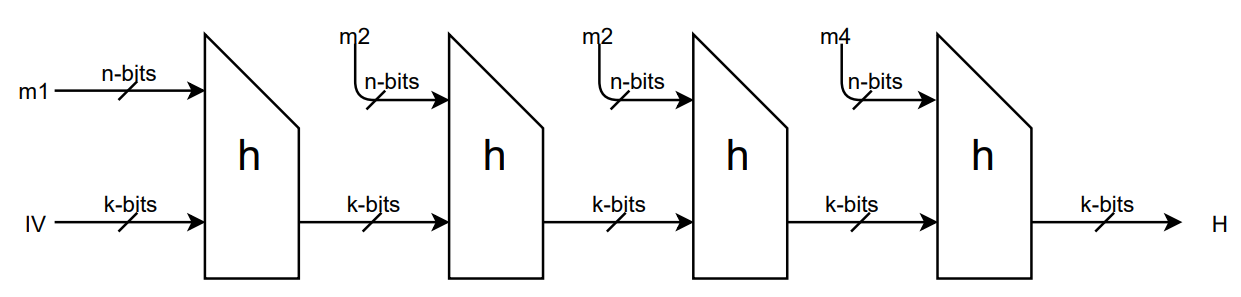 m2 m2 m4
m1 n-bits n-bits n-bits n-bits
h h h h
IV k-bits k-bits k-bits k-bits k-bits H